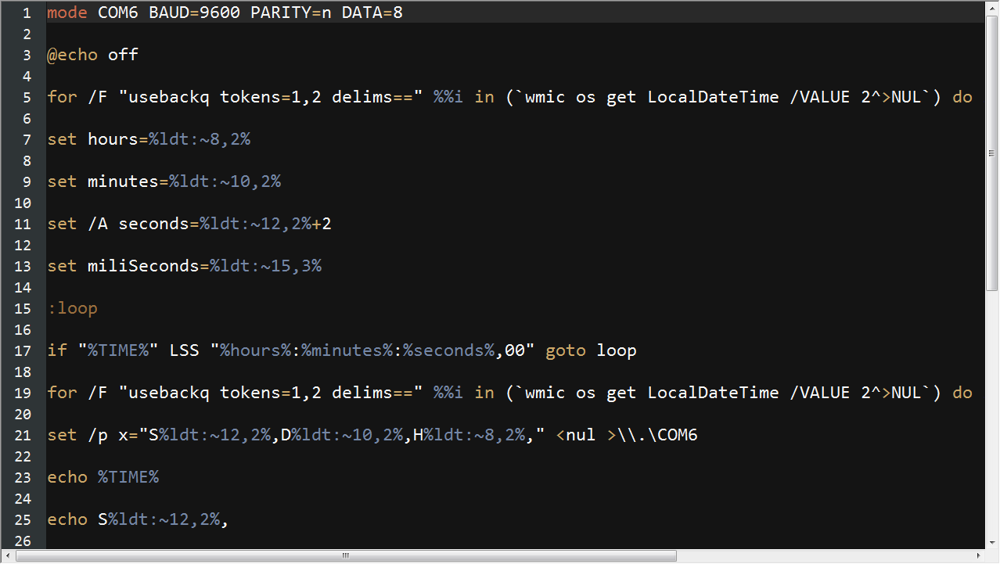 1 mode COM6 BAUD=9600 PARITY=n DATA=8
2
3 @echo off
4
5 for /F "usebackq tokens=1,2 delims==" %%i in (`wmic os get LocalDateTime /VALUE 2^>NUL`) do
6
7 set hours=%ldt:~8,2%
8
9 set minutes=%ldt:~10,2%
10
11 set /A seconds=%ldt:~12,2%+2
12
13 set miliSeconds=%ldt:~15,3%
14
15 :loop
16
17 if "%TIME%" LSS "%hours%:%minutes%:%seconds%,00" goto loop
18
19 for /F "usebackq tokens=1,2 delims==" %%i in (`wmic os get LocalDateTime /VALUE 2^>NUL`) do
20
21 set /p x="S%ldt:~12,2%,D%ldt:~10,2%,H%ldt:~8,2%," <nul >\\.\COM6
22
23 echo %TIME%
24
25 echo S%ldt:~12,2%,
26